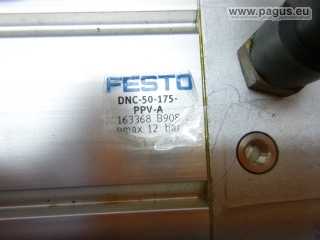 www.pagus.eu
FESTO
DNC-50-175-
PPV-A
163368 B908
pmax. 12 bar